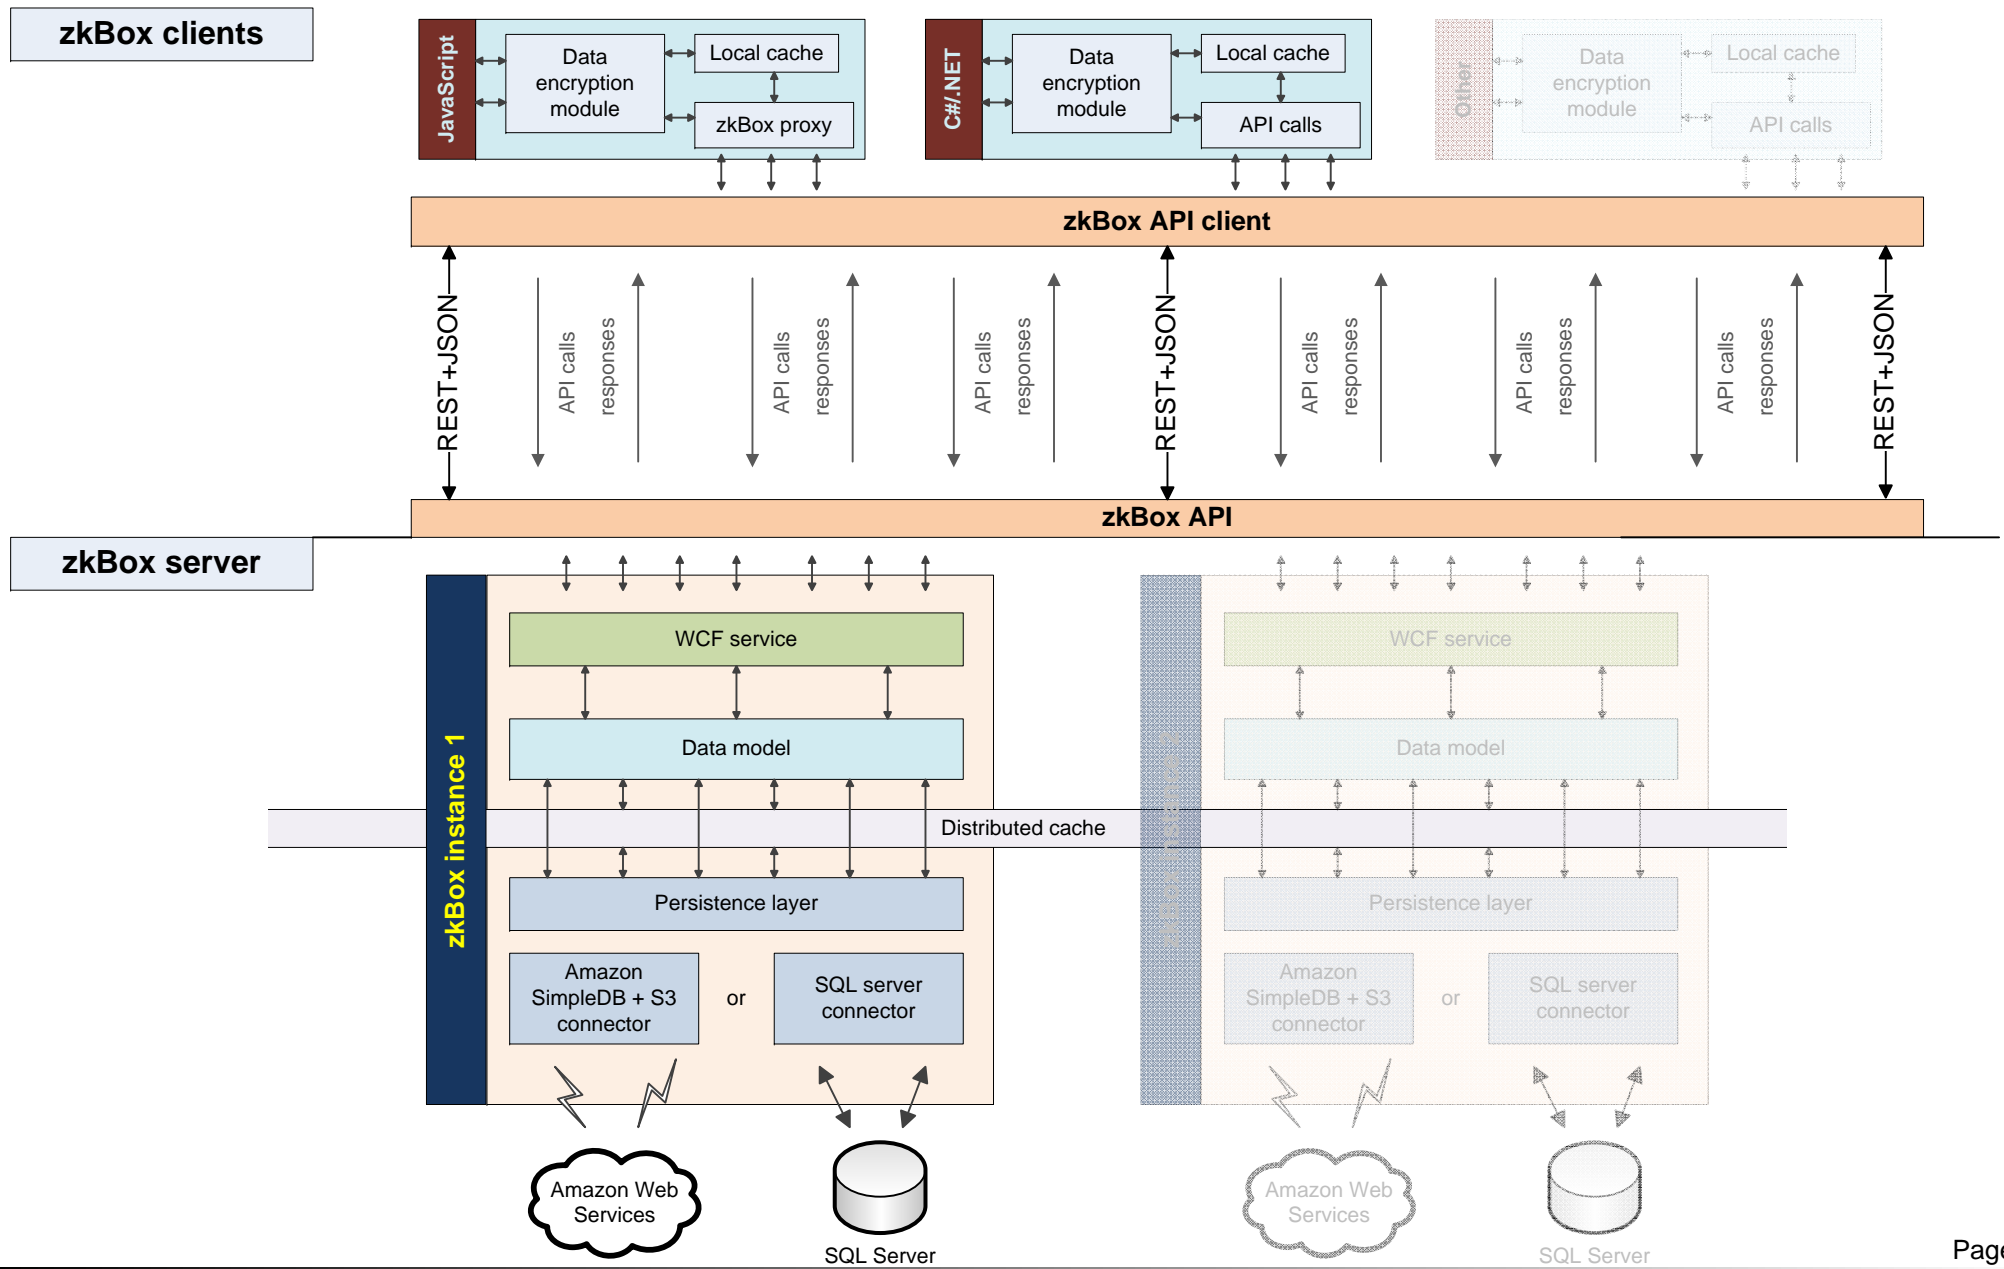 zkBox clients
JavaScript
Data
encryption
module
Local cache
zkBox proxy
C#/.NET
Data
encryption
module
Local cache
API calls
Other
Data
encryption
module
Local cache
API calls
zkBox API client
REST+JSON
API calls
responses
API calls
responses
API calls
responses
REST+JSON
API calls
responses
API calls
responses
API calls
responses
REST+JSON
zkBox API
zkBox server
zkBox instance 1
WCF service
Data model
Distributed cache
Persistence layer
Amazon
SimpleDB + S3
connector
or
SQL server
connector
Amazon Web
Services
SQL Server
zkBox instance
WCF service
Data model
Persistence layer
Amazon
SimpleDB + S3
connector
or
SQL server
connector
Amazon Web
Services
SQL Server
Page